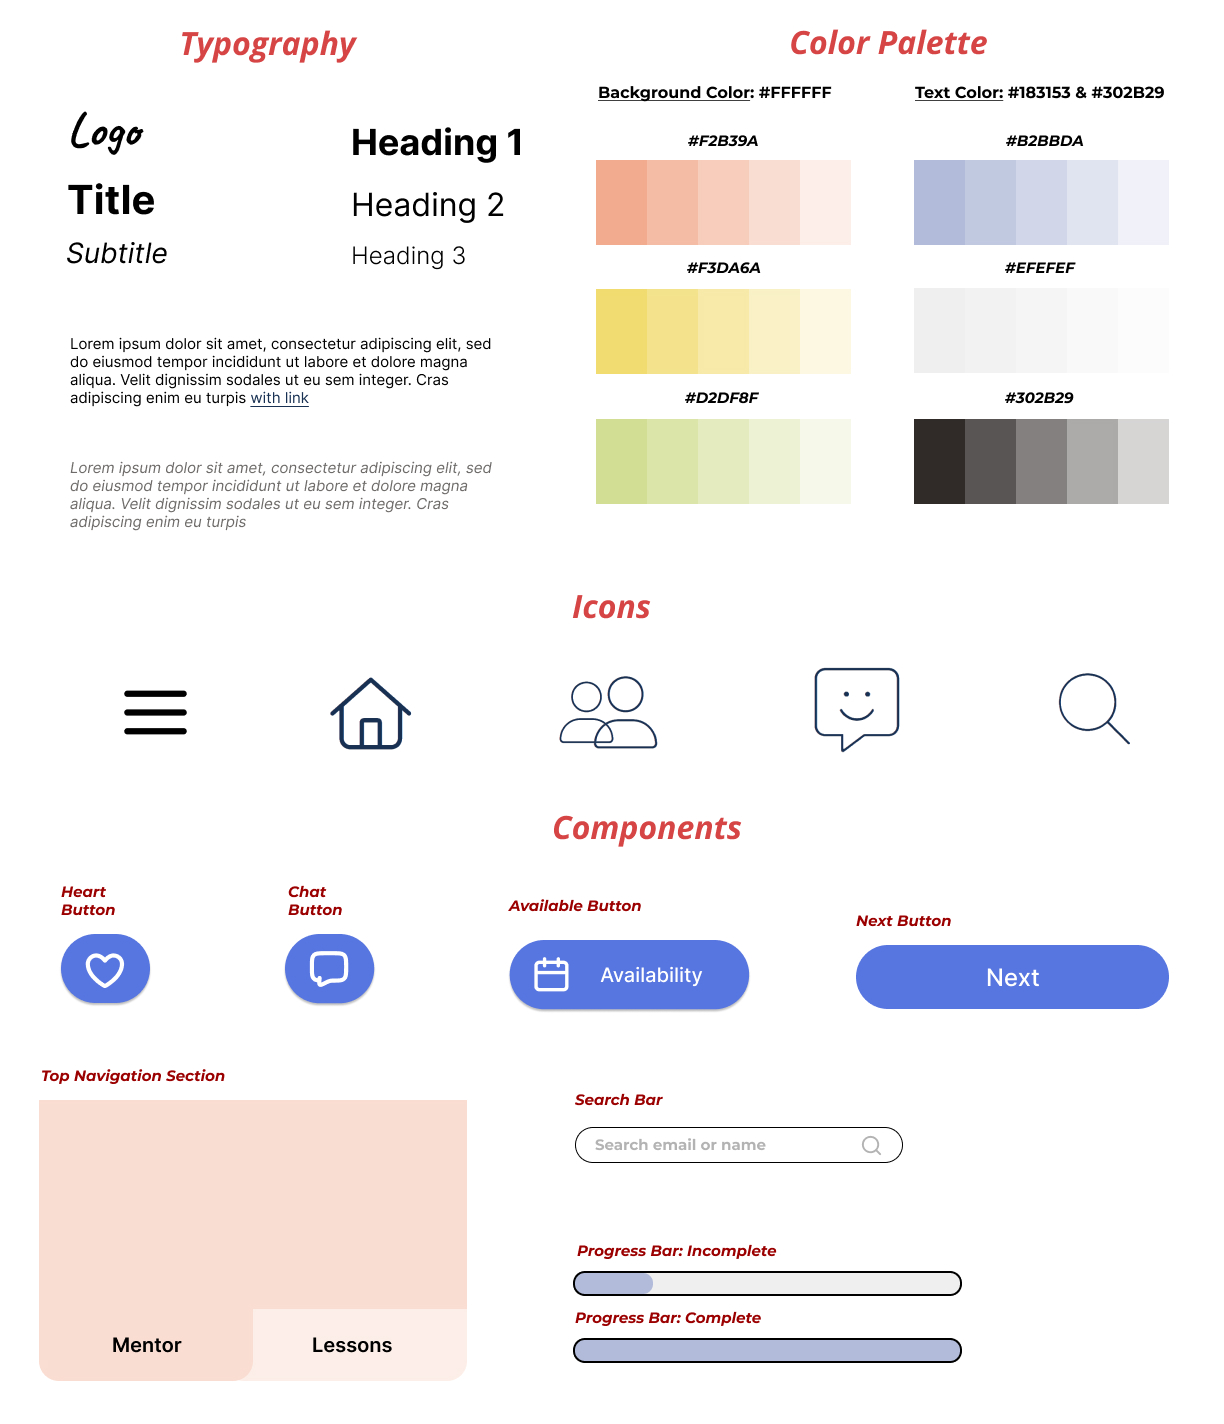 Typography
Logo
Title
Subtitle
Heading 1
Heading 2
Heading 3
Lorem ipsum dolor sit amet, consectetur adipiscing elit, sed
do eiusmod tempor incididunt ut labore et dolore magna
aliqua. Velit dignissim sodales ut eu sem integer. Cras
adipiscing enim eu turpis with link
Lorem ipsum dolor sit amet, consectetur adipiscing elit, sed
do eiusmod tempor incididunt ut labore et dolore magna
aliqua. Velit dignissim sodales ut eu sem integer. Cras
adipiscing enim eu turpis
Color Palette
Background Color: #FFFFFF
Text Color: #183153 & #302B29
#F2B39A
#B2BBDA
#F3DA6A
#EFEFEF
#D2DF8F
#302B29
Icons
Components
Heart
Button
Chat
Button
Available Button
Availability
Next Button
Next
Top Navigation Section
Mentor
Lessons
Search Bar
Search email or name
Progress Bar: Incomplete
Progress Bar: Complete